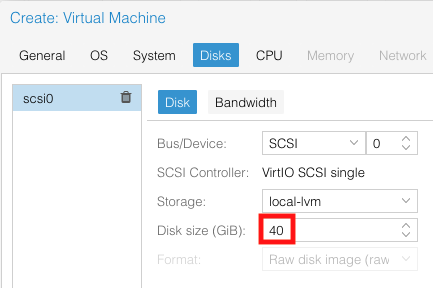 Create: Virtual Machine
General OS System Disks CPU Memory Network
scsi0
Disk Bandwidth
Bus/Device: SCSI 0
SCSI Controller: VirtIO SCSI single
Storage: local-lvm
Disk size (GiB): 40
Format: Raw disk image (raw